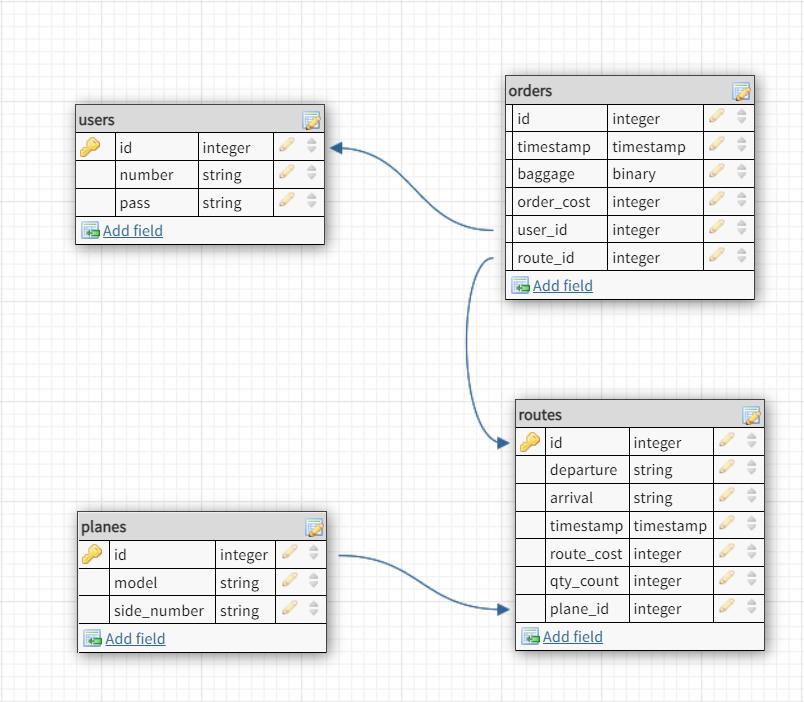 users
id integer
number string
pass string
Add field
orders
id integer
timestamp timestamp
baggage binary
order_cost integer
user_id integer
route_id integer
Add field
routes
id integer
departure string
arrival string
timestamp timestamp
route_cost integer
qty_count integer
plane_id integer
Add field
planes
id integer
model string
side_number string
Add field